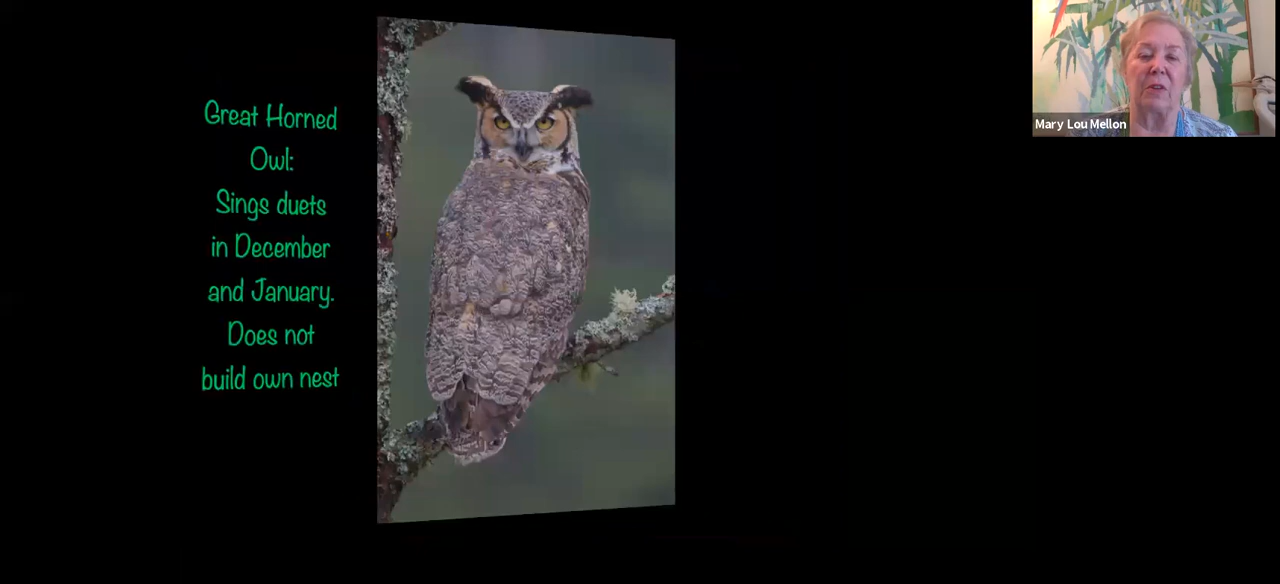 Great Horned
Owl:
Sings duets
in December
and January.
Does not
build own nest
Mary Lou Mellon